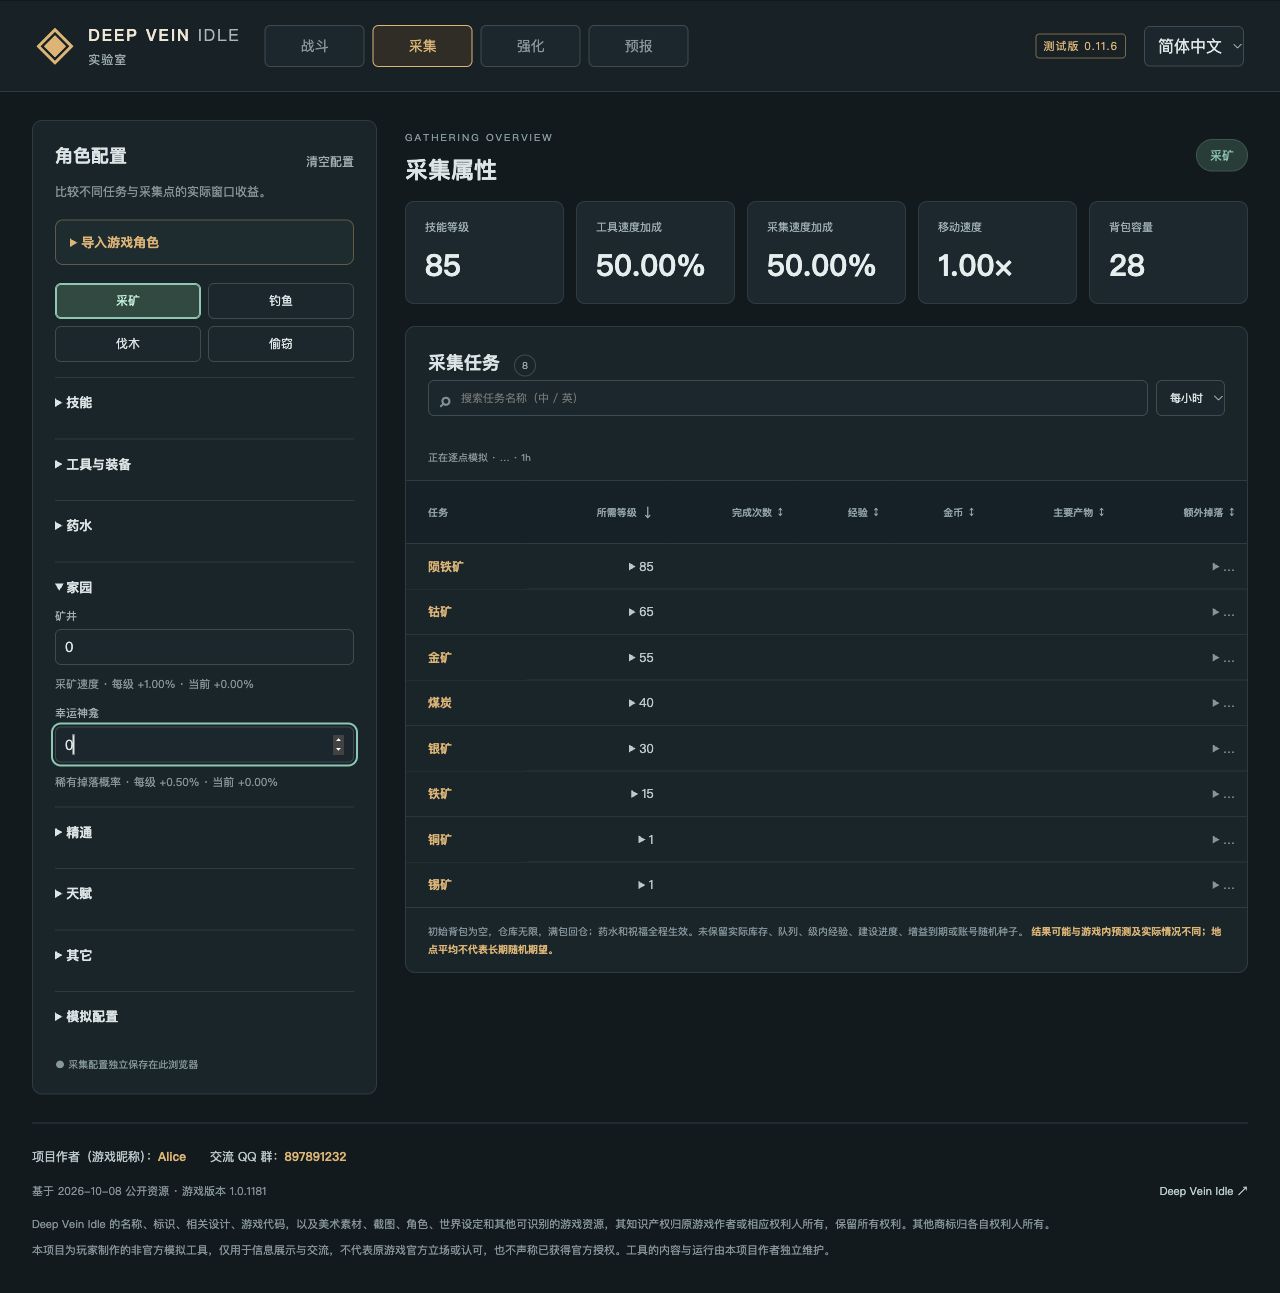 DEEP VEIN IDLE
实验室
战斗
采集
强化
预报
测试版 0.11.6
简体中文
角色配置
清空配置
比较不同任务与采集点的实际窗口收益。
导入游戏角色
采矿
钓鱼
伐木
偷窃
技能
工具与装备
药水
家园
矿井
0
采矿速度 · 每级 +1.00% · 当前 +0.00%
幸运神龛
0
稀有掉落概率 · 每级 +0.50% · 当前 +0.00%
精通
天赋
其它
模拟配置
采集配置独立保存在此浏览器
GATHERING OVERVIEW
采集属性
采矿
技能等级
85
工具速度加成
50.00%
采集速度加成
50.00%
移动速度
1.00×
背包容量
28
采集任务 8
搜索任务名称（中 / 英）
每小时
正在逐点模拟 · … · 1h
任务 所需等级 ↓ 完成次数 ↕ 经验 ↕ 金币 ↕ 主要产物 ↕ 额外掉落 ↕
陨铁矿 ▶ 85 ▶ …
钴矿 ▶ 65 ▶ …
金矿 ▶ 55 ▶ …
煤炭 ▶ 40 ▶ …
银矿 ▶ 30 ▶ …
铁矿 ▶ 15 ▶ …
铜矿 ▶ 1 ▶ …
锡矿 ▶ 1 ▶ …
初始背包为空，仓库无限，满包回仓；药水和祝福全程生效。未保留实际库存、队列、级内经验、建设进度、增益到期或账号随机种子。 结果可能与游戏内预测及实际情况不同；地
点平均不代表长期随机期望。
项目作者（游戏昵称）：Alice 交流 QQ 群：897891232
基于 2026-10-08 公开资源 · 游戏版本 1.0.1181
Deep Vein Idle ↗
Deep Vein Idle 的名称、标识、相关设计、游戏代码，以及美术素材、截图、角色、世界设定和其他可识别的游戏资源，其知识产权归原游戏作者或相应权利人所有，保留所有权利。其他商标归各自权利人所有。
本项目为玩家制作的非官方模拟工具，仅用于信息展示与交流，不代表原游戏官方立场或认可，也不声称已获得官方授权。工具的内容与运行由本项目作者独立维护。